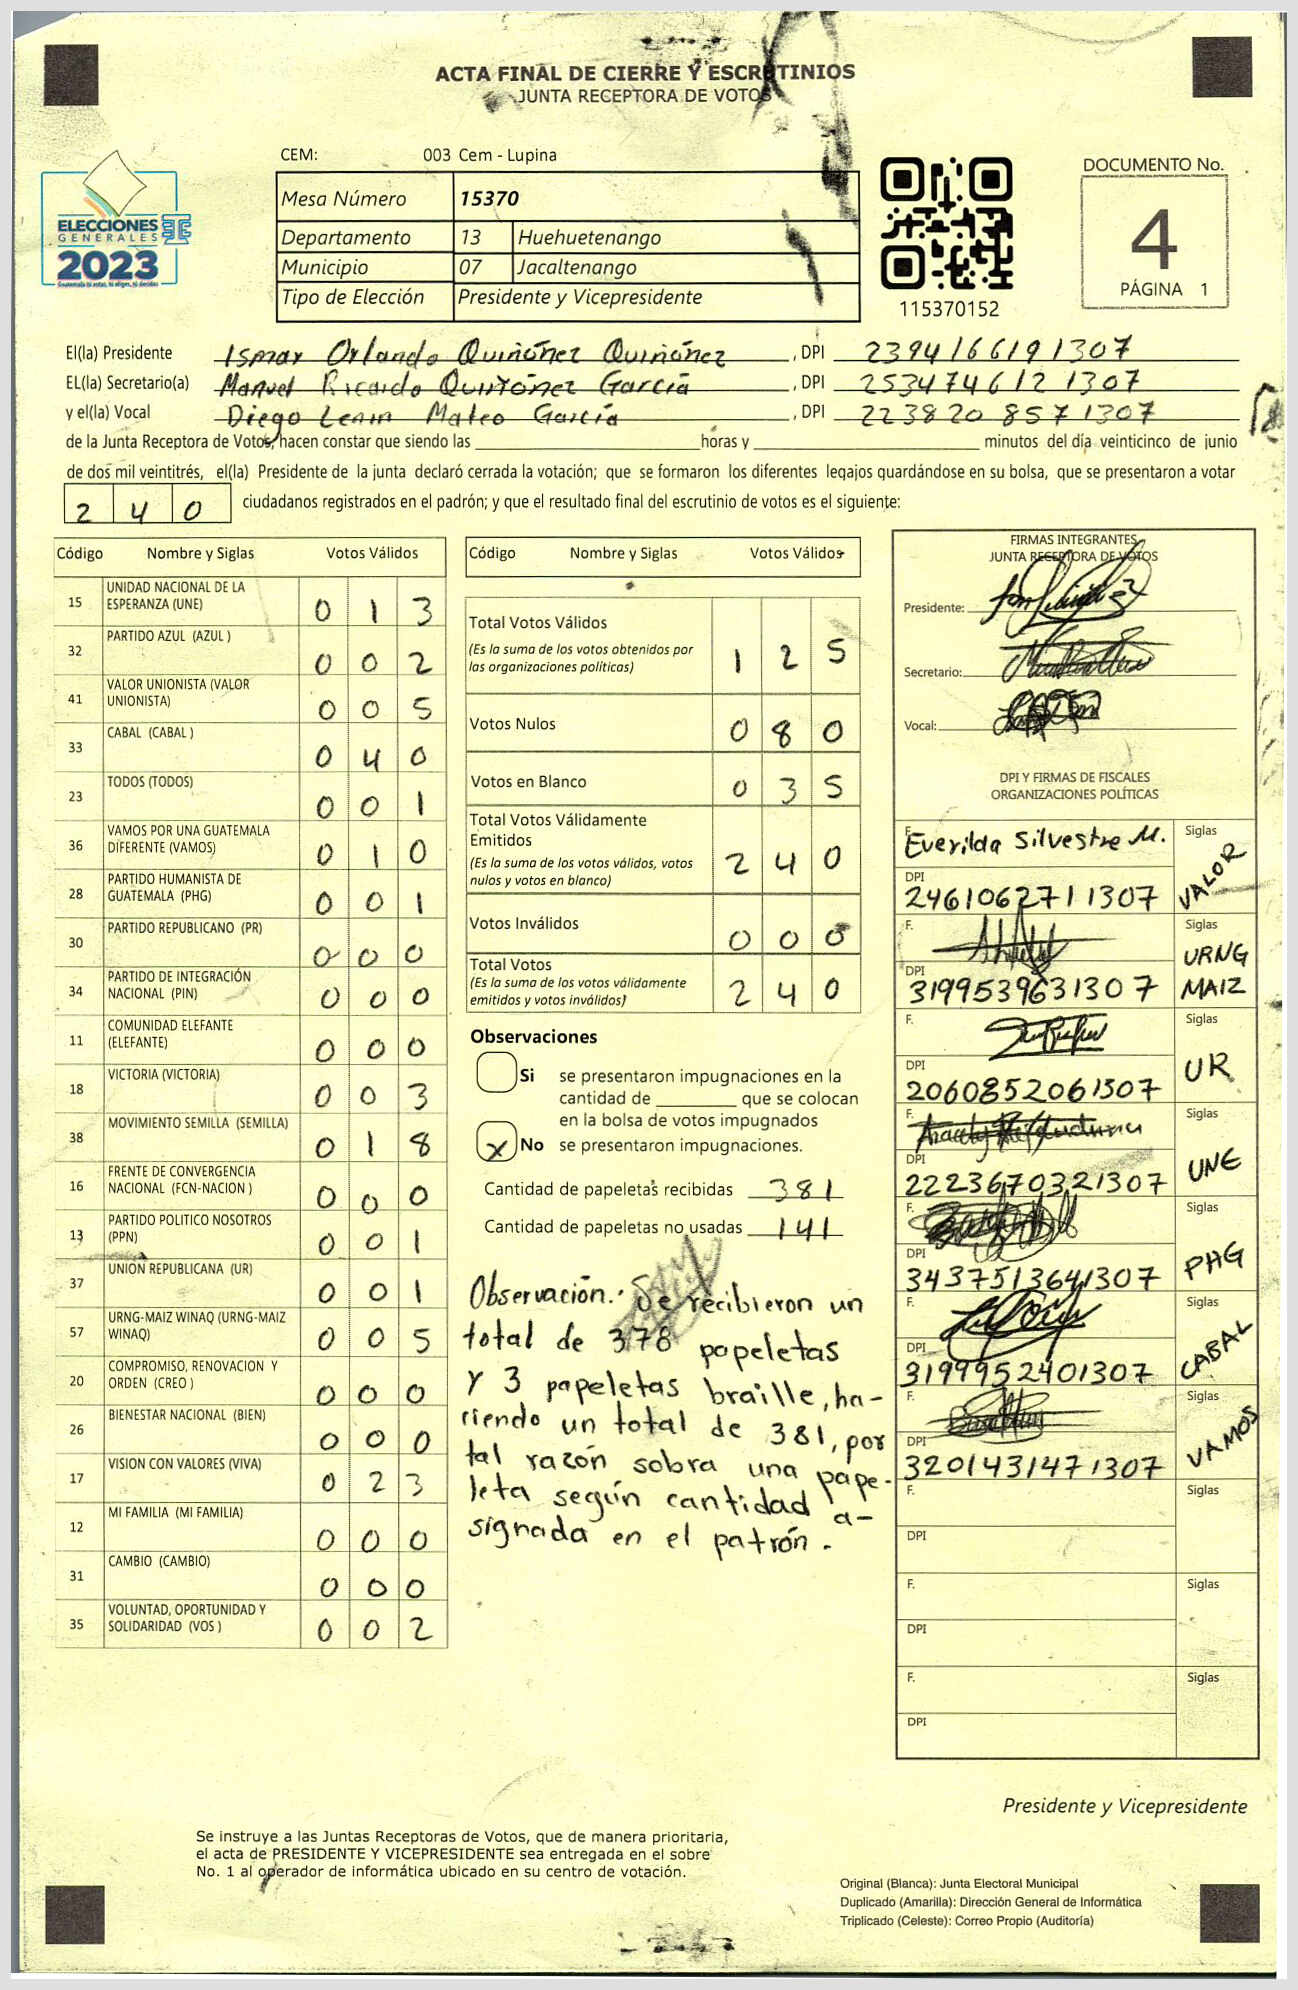 ACTA FINAL DE CIERRE Y ESCRUTINIOS
JUNTA RECEPTORA DE VOTOS
CEM: 003 Cem - Lupina
Mesa Número 15370
Departamento 13 Huehuetenango
Municipio 07 Jacaltenango
Tipo de Elección Presidente y Vicepresidente
ELECCIONES
GENERALES
2023
Guatemala tú estas, tú eliges, tú decides
115370152
DOCUMENTO No.
4
PÁGINA 1
El(la) Presidente Ismar Orlando Quiñónez Quiñónez , DPI 2394166191307
EL(la) Secretario(a) Manuel Ricardo Quiñónez García , DPI 2534746121307
y el(la) Vocal Diego Lenin Mateo García , DPI 2238208571307
de la Junta Receptora de Votos, hacen constar que siendo las horas y minutos del día veinticinco de junio
de dos mil veintitrés, el(la) Presidente de la junta declaró cerrada la votación; que se formaron los diferentes legajos quardándose en su bolsa, que se presentaron a votar
2 4 0 ciudadanos registrados en el padrón; y que el resultado final del escrutinio de votos es el siguiente:
Código Nombre y Siglas Votos Válidos
15 UNIDAD NACIONAL DE LA ESPERANZA (UNE) 0 1 3
32 PARTIDO AZUL (AZUL ) 0 0 2
41 VALOR UNIONISTA (VALOR UNIONISTA) 0 0 5
33 CABAL (CABAL ) 0 4 0
23 TODOS (TODOS) 0 0 1
36 VAMOS POR UNA GUATEMALA DIFERENTE (VAMOS) 0 1 0
28 PARTIDO HUMANISTA DE GUATEMALA (PHG) 0 0 1
30 PARTIDO REPUBLICANO (PR) 0 0 0
34 PARTIDO DE INTEGRACIÓN NACIONAL (PIN) 0 0 0
11 COMUNIDAD ELEFANTE (ELEFANTE) 0 0 0
18 VICTORIA (VICTORIA) 0 0 3
38 MOVIMIENTO SEMILLA (SEMILLA) 0 1 8
16 FRENTE DE CONVERGENCIA NACIONAL (FCN-NACION ) 0 0 0
13 PARTIDO POLITICO NOSOTROS (PPN) 0 0 1
37 UNION REPUBLICANA (UR) 0 0 1
57 URNG-MAIZ WINAQ (URNG-MAIZ WINAQ) 0 0 5
20 COMPROMISO, RENOVACION Y ORDEN (CREO ) 0 0 0
26 BIENESTAR NACIONAL (BIEN) 0 0 0
17 VISION CON VALORES (VIVA) 0 2 3
12 MI FAMILIA (MI FAMILIA) 0 0 0
31 CAMBIO (CAMBIO) 0 0 0
35 VOLUNTAD, OPORTUNIDAD Y SOLIDARIDAD (VOS ) 0 0 2
Código Nombre y Siglas Votos Válidos
Total Votos Válidos
(Es la suma de los votos obtenidos por
las organizaciones políticas) 1 2 5
Votos Nulos 0 8 0
Votos en Blanco 0 3 5
Total Votos Válidamente
Emitidos
(Es la suma de los votos válidos, votos
nulos y votos en blanco) 2 4 0
Votos Inválidos 0 0 0
Total Votos
(Es la suma de los votos válidamente
emitidos y votos inválidos) 2 4 0
Observaciones
Si se presentaron impugnaciones en la
cantidad de que se colocan
en la bolsa de votos impugnados
X No se presentaron impugnaciones.
Cantidad de papeletas recibidas 381
Cantidad de papeletas no usadas 141
Observación: Se recibieron un
total de 378 papeletas
y 3 papeletas braille, ha-
ciendo un total de 381, por
tal razón sobra una pape-
leta según cantidad a-
signada en el patrón.
FIRMAS INTEGRANTES
JUNTA RECEPTORA DE VOTOS
Presidente:
Secretario:
Vocal:
DPI Y FIRMAS DE FISCALES
ORGANIZACIONES POLÍTICAS
F. Everilda Silvestre M. Siglas
DPI 2461062711307 VALOR
F. Siglas
DPI 3199539631307 URNG MAIZ
F. Siglas
DPI 2060852061307 UR
F. Siglas
DPI 2223670321307 UNE
F. Siglas
DPI 3437513641307 PHG
F. Siglas
DPI 3199952401307 CABAL
F. Siglas
DPI 3201431471307 VAMOS
F. Siglas
DPI
F. Siglas
DPI
F. Siglas
DPI
Presidente y Vicepresidente
Se instruye a las Juntas Receptoras de Votos, que de manera prioritaria,
el acta de PRESIDENTE Y VICEPRESIDENTE sea entregada en el sobre
No. 1 al operador de informática ubicado en su centro de votación.
Original (Blanca): Junta Electoral Municipal
Duplicado (Amarilla): Dirección General de Informática
Triplicado (Celeste): Correo Propio (Auditoría)